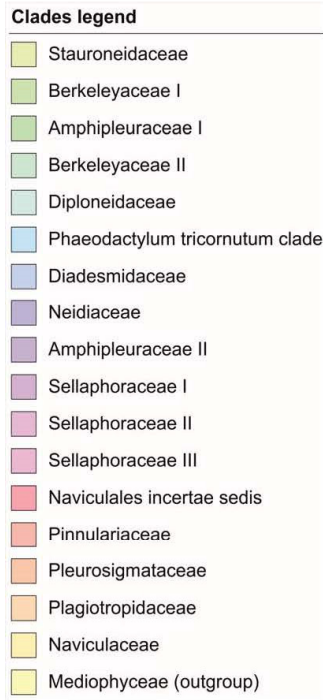 Clades legend
Stauroneidaceae
Berkeleyaceae I
Amphipleuraceae I
Berkeleyaceae II
Diploneidaceae
Phaeodactylum tricornutum clade
Diadesmidaceae
Neidiaceae
Amphipleuraceae II
Sellaphoraceae I
Sellaphoraceae II
Sellaphoraceae III
Naviculales incertae sedis
Pinnulariaceae
Pleurosigmataceae
Plagiotropidaceae
Naviculaceae
Mediophyceae (outgroup)